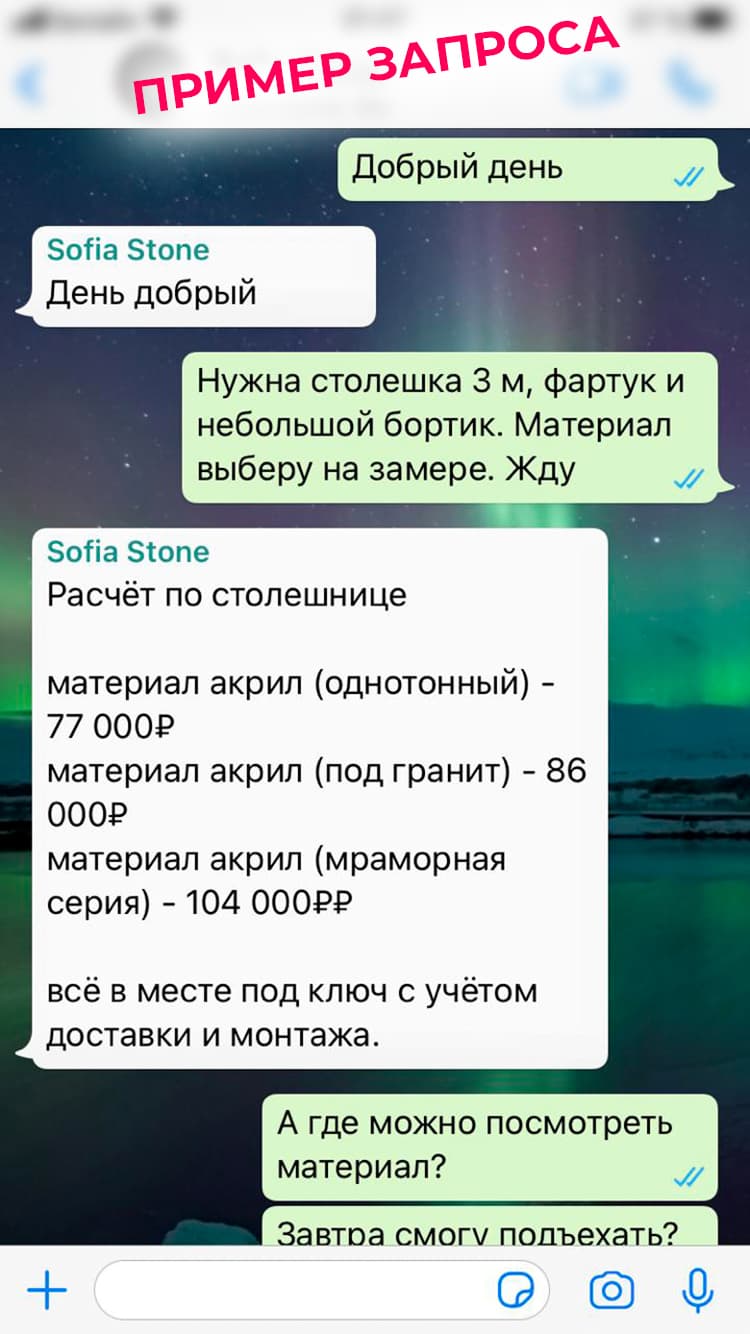 ПРИМЕР ЗАПРОСА
Добрый день
Sofia Stone
День добрый
Нужна столешка 3 м, фартук и
небольшой бортик. Материал
выберу на замере. Жду
Sofia Stone
Расчёт по столешнице
материал акрил (однотонный) -
77 000₽
материал акрил (под гранит) - 86
000₽
материал акрил (мраморная
серия) - 104 000₽₽
всё в месте под ключ с учётом
доставки и монтажа.
А где можно посмотреть
материал?
Завтра смогу подъехать?